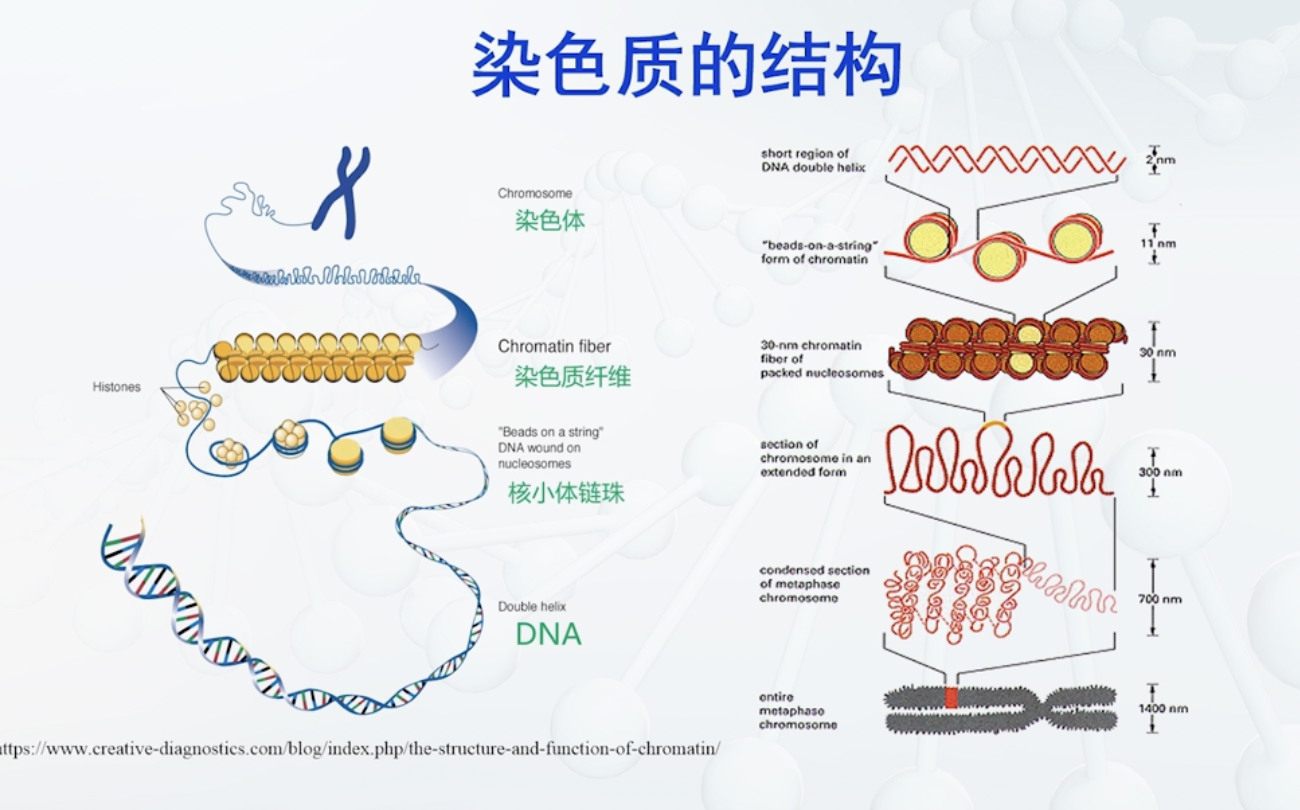 染色质的结构
Chromosome
染色体
Chromatin fiber
染色质纤维
Histones
"Beads on a string"
DNA wound on
nucleosomes
核小体链珠
Double helix
DNA
short region of
DNA double helix
2 nm
"beads-on-a-string"
form of chromatin
11 nm
30-nm chromatin
fiber of
packed nucleosomes
30 nm
section of
chromosome in an
extended form
300 nm
condensed section
of metaphase
chromosome
700 nm
entire
metaphase
chromosome
1400 nm
ttps://www.creative-diagnostics.com/blog/index.php/the-structure-and-function-of-chromatin/